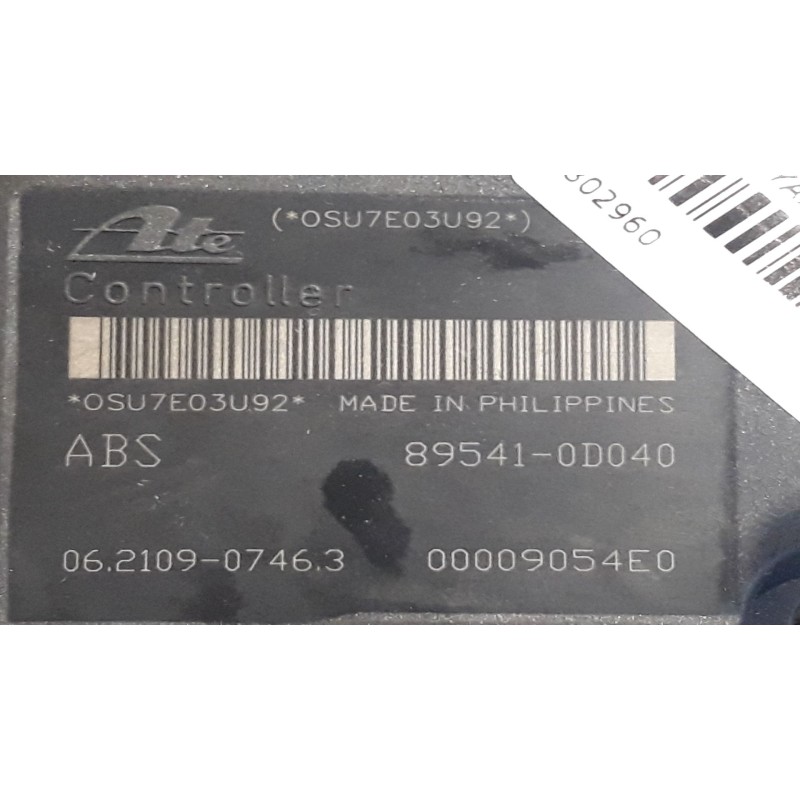 Ate (*OSU7E03U92*)
Controller
*OSU7E03U92* MADE IN PHILIPPINES
ABS 89541-0D040
06.2109-0746.3 00009054E0
302960